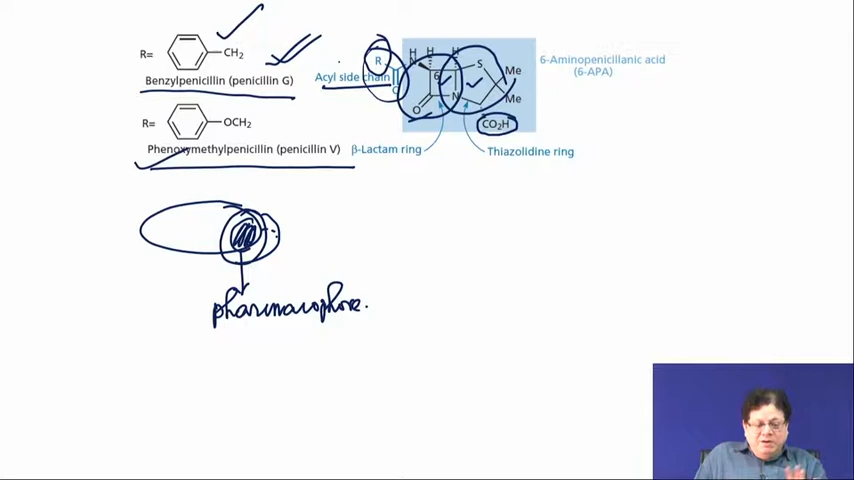 R= CH2
Benzylpenicillin (penicillin G)
R= OCH2
Phenoxymethylpenicillin (penicillin V)
Acyl side chain
R
C
O
H
N
H
H
6
S
Me
Me
N
O
CO2H
β-Lactam ring
Thiazolidine ring
6-Aminopenicillanic acid
(6-APA)
pharmacophore.